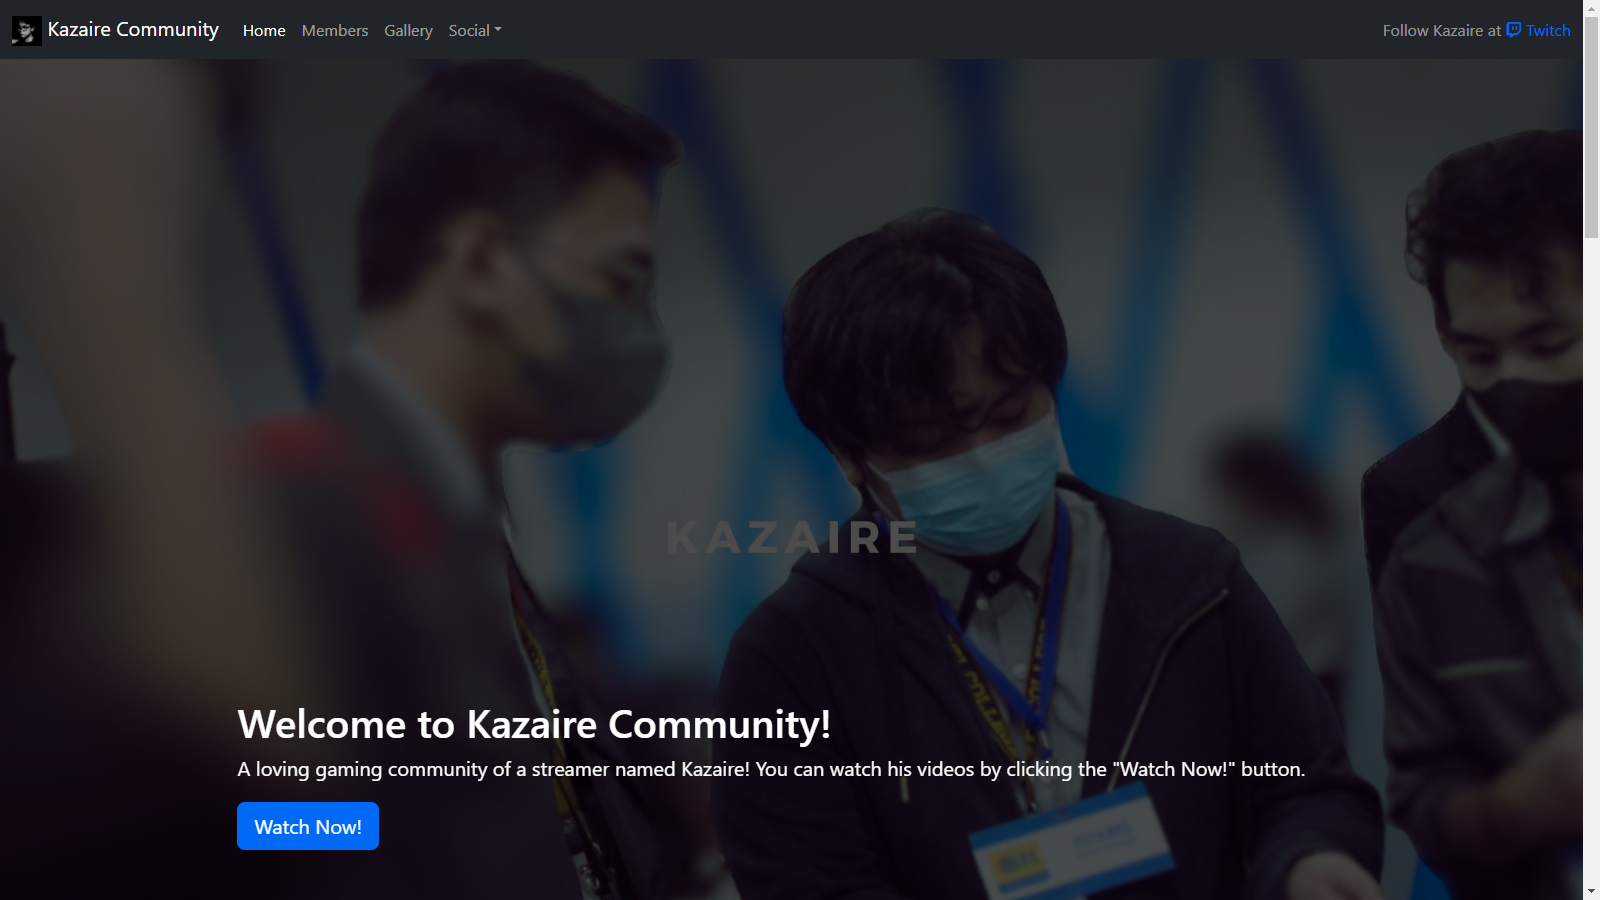 Kazaire Community Home Members Gallery Social Follow Kazaire at Twitch
KAZAIRE
Welcome to Kazaire Community!
A loving gaming community of a streamer named Kazaire! You can watch his videos by clicking the "Watch Now!" button.
Watch Now!